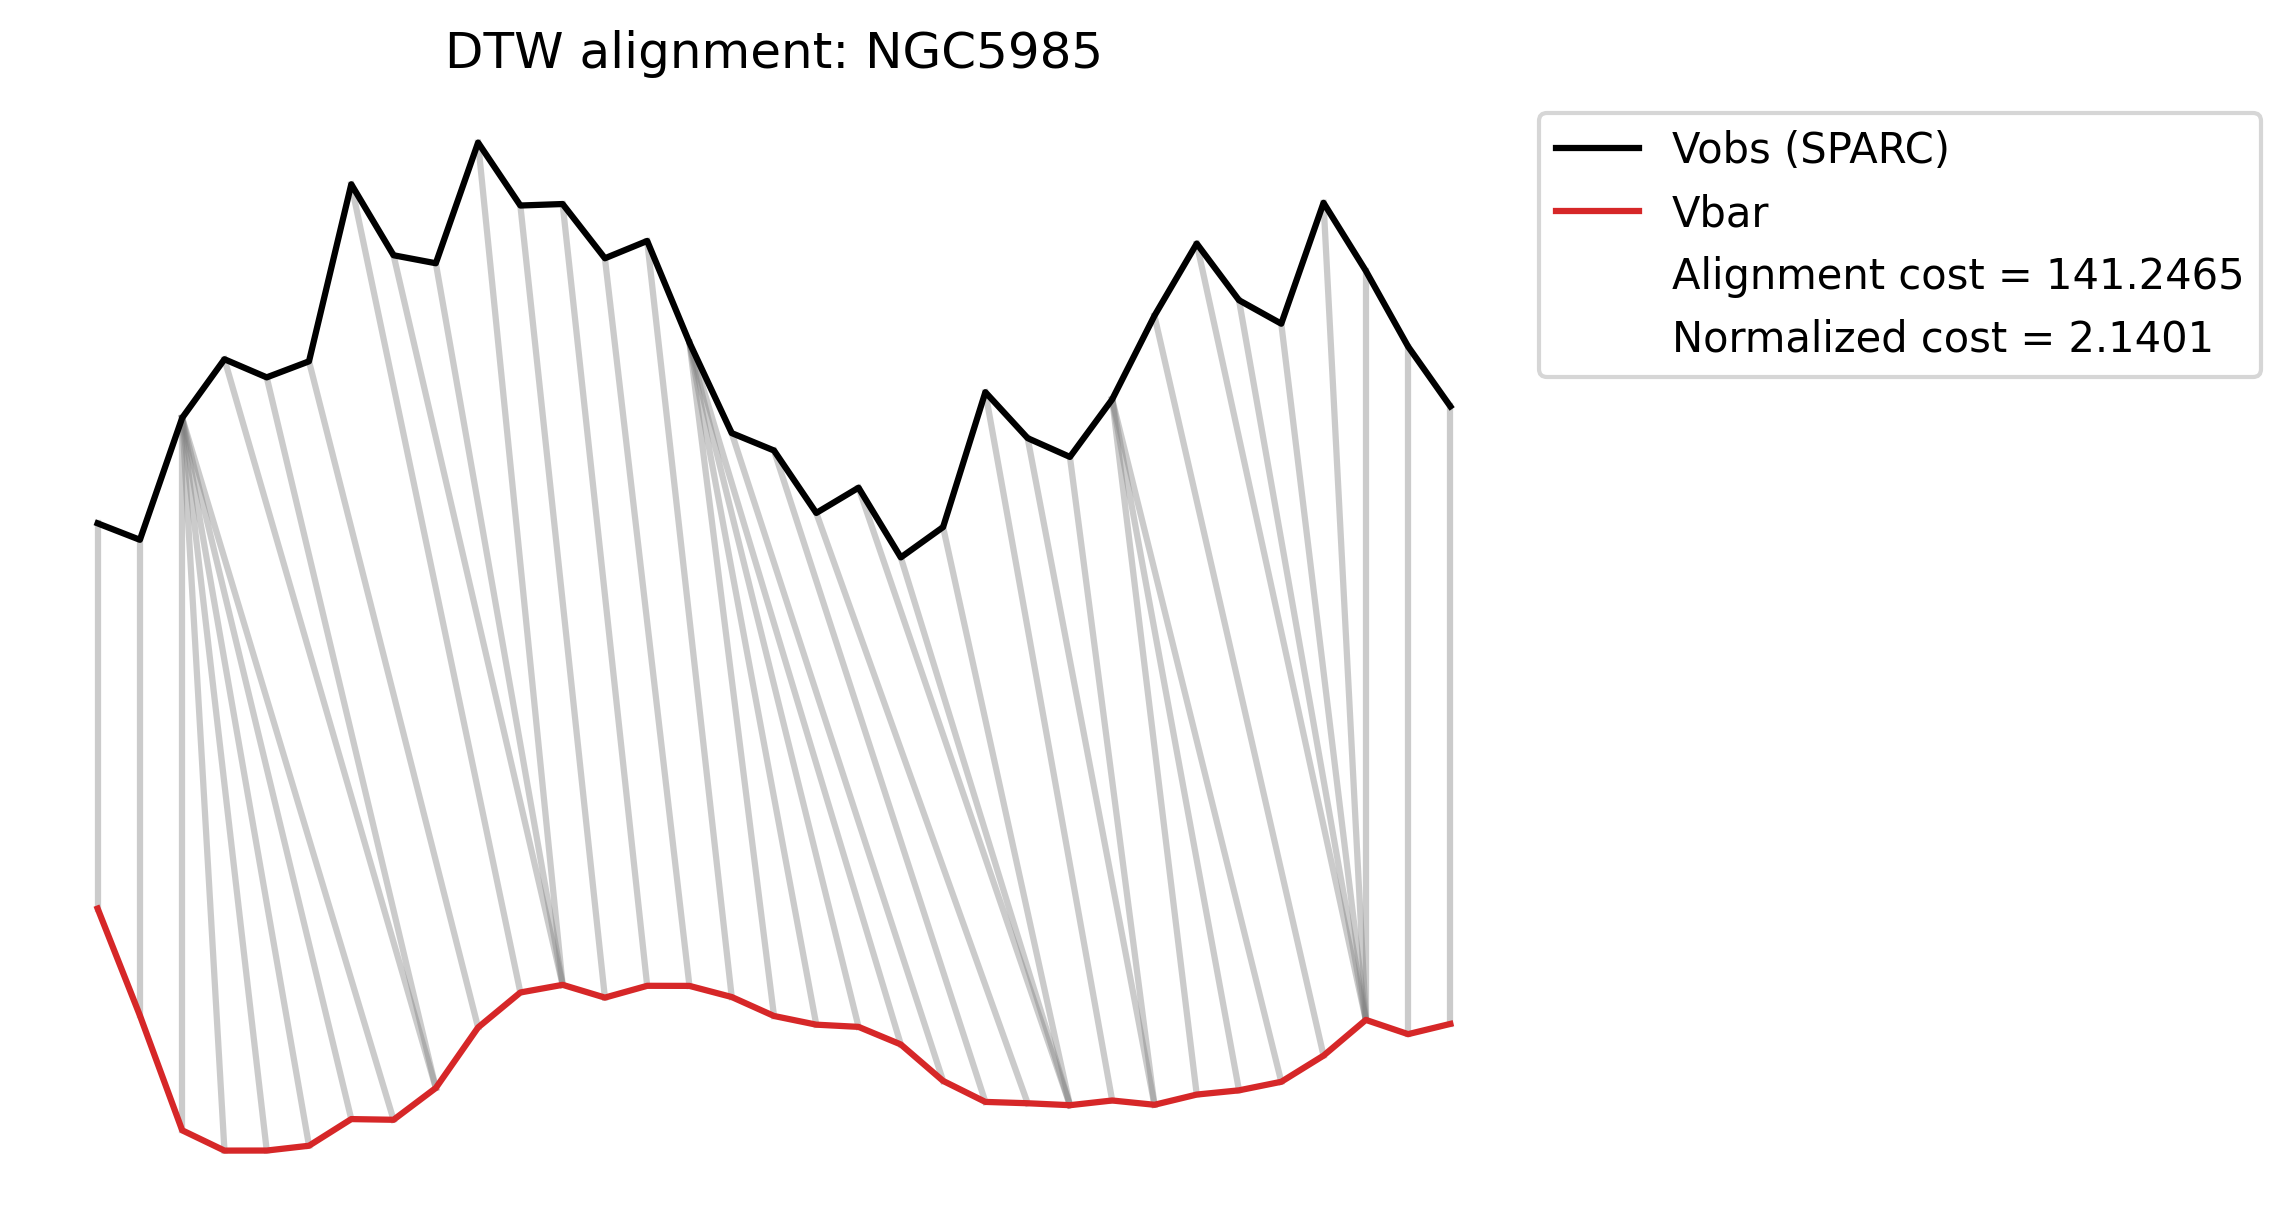 DTW alignment: NGC5985
Vobs (SPARC)
Vbar
Alignment cost = 141.2465
Normalized cost = 2.1401